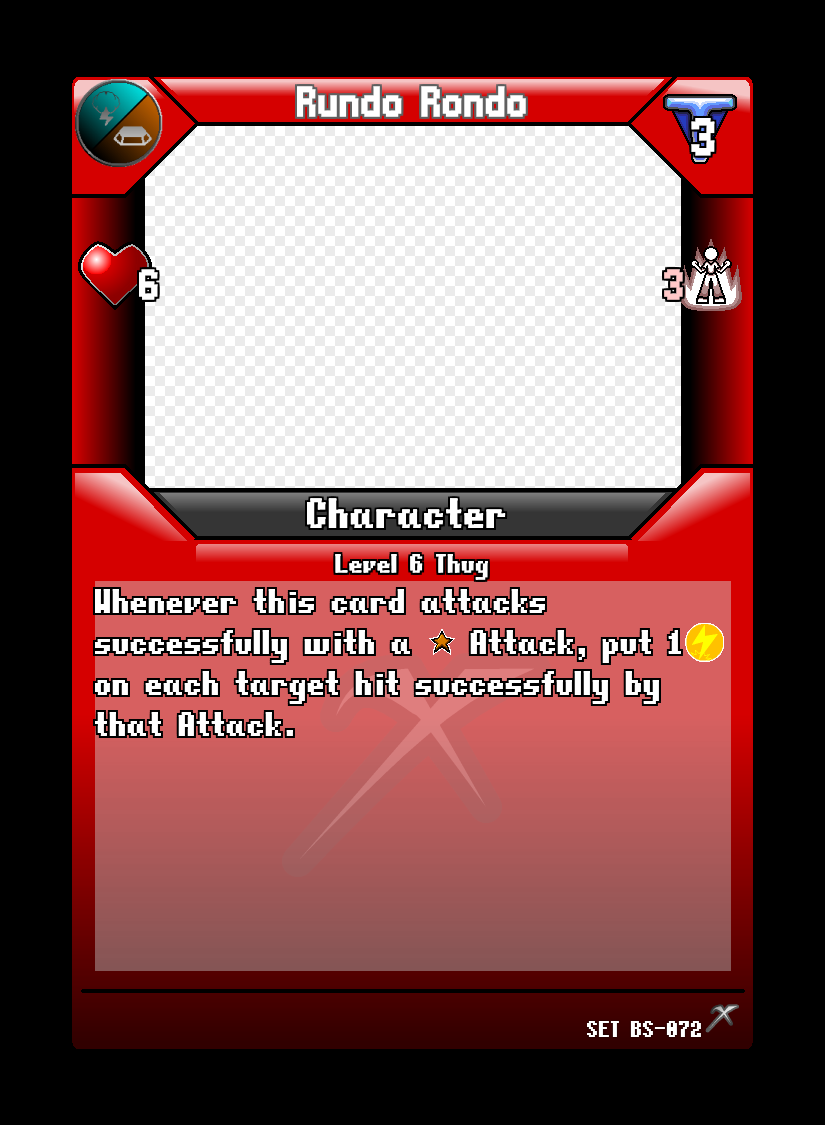 Rundo Rondo
3
6
3
Character
Level 6 Thug
Whenever this card attacks
successfully with a Attack, put 1
on each target hit successfully by
that Attack.
SET BS-072